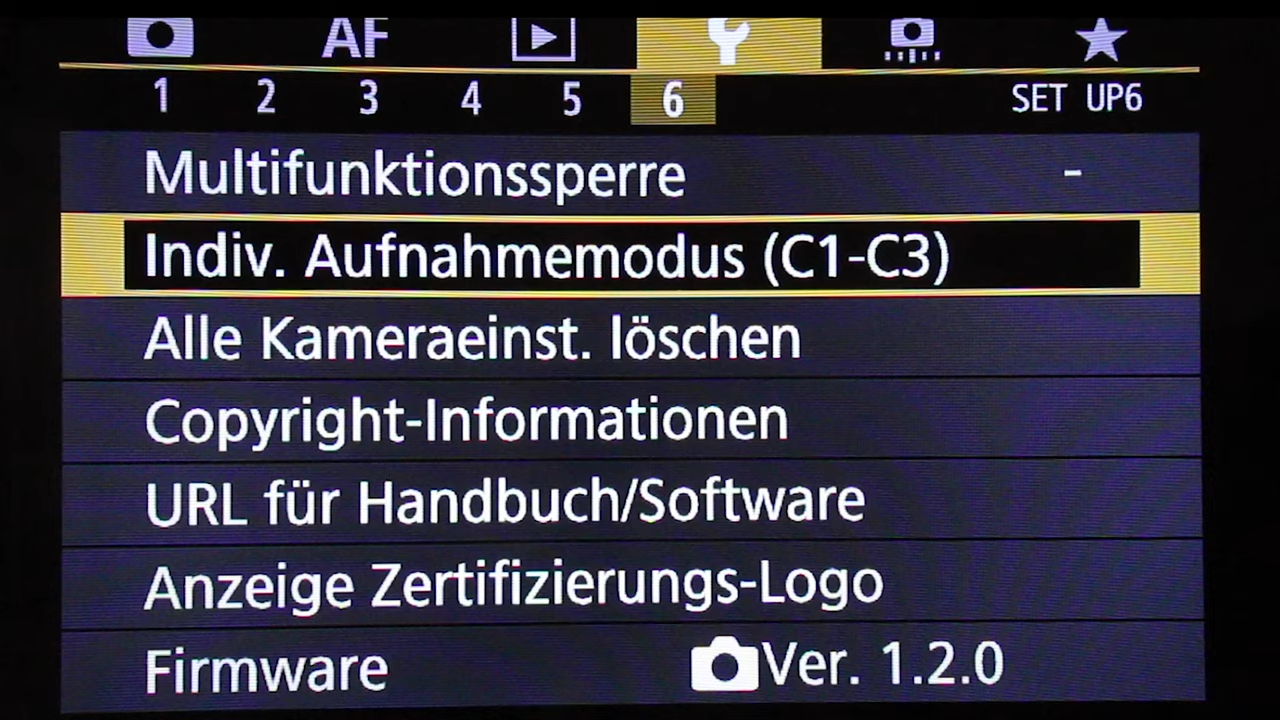 AF
1 2 3 4 5 6 SET UP6
Multifunktionssperre -
Indiv. Aufnahmemodus (C1-C3)
Alle Kameraeinst. löschen
Copyright-Informationen
URL für Handbuch/Software
Anzeige Zertifizierungs-Logo
Firmware Ver. 1.2.0